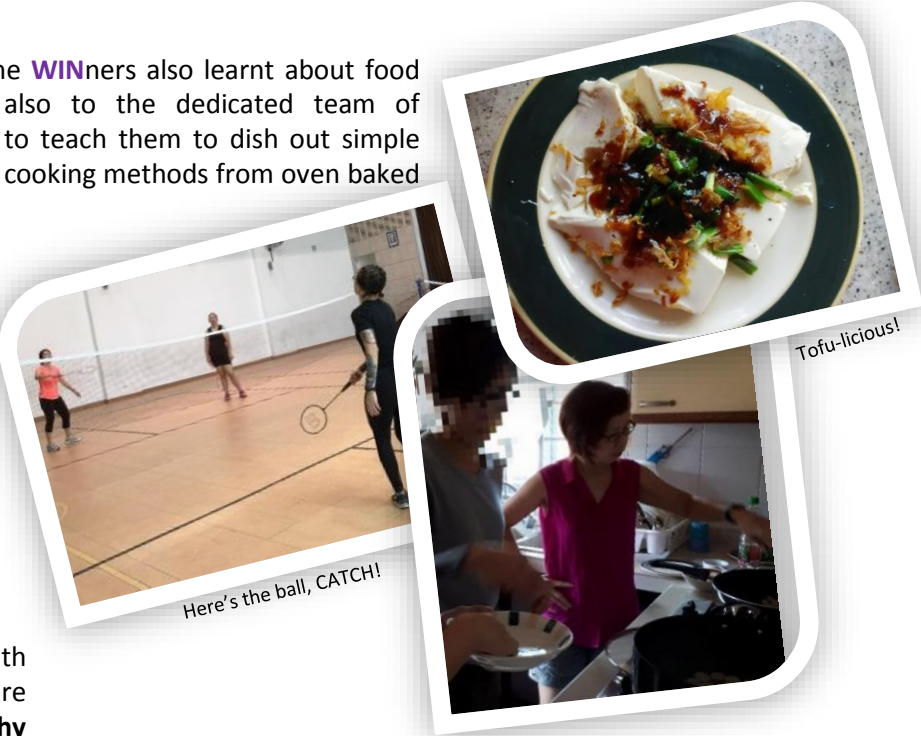 ne WINners also learnt about food
also to the dedicated team of
to teach them to dish out simple
cooking methods from oven baked
Tofu-licious!
Here's the ball, CATCH!
th
re
hy